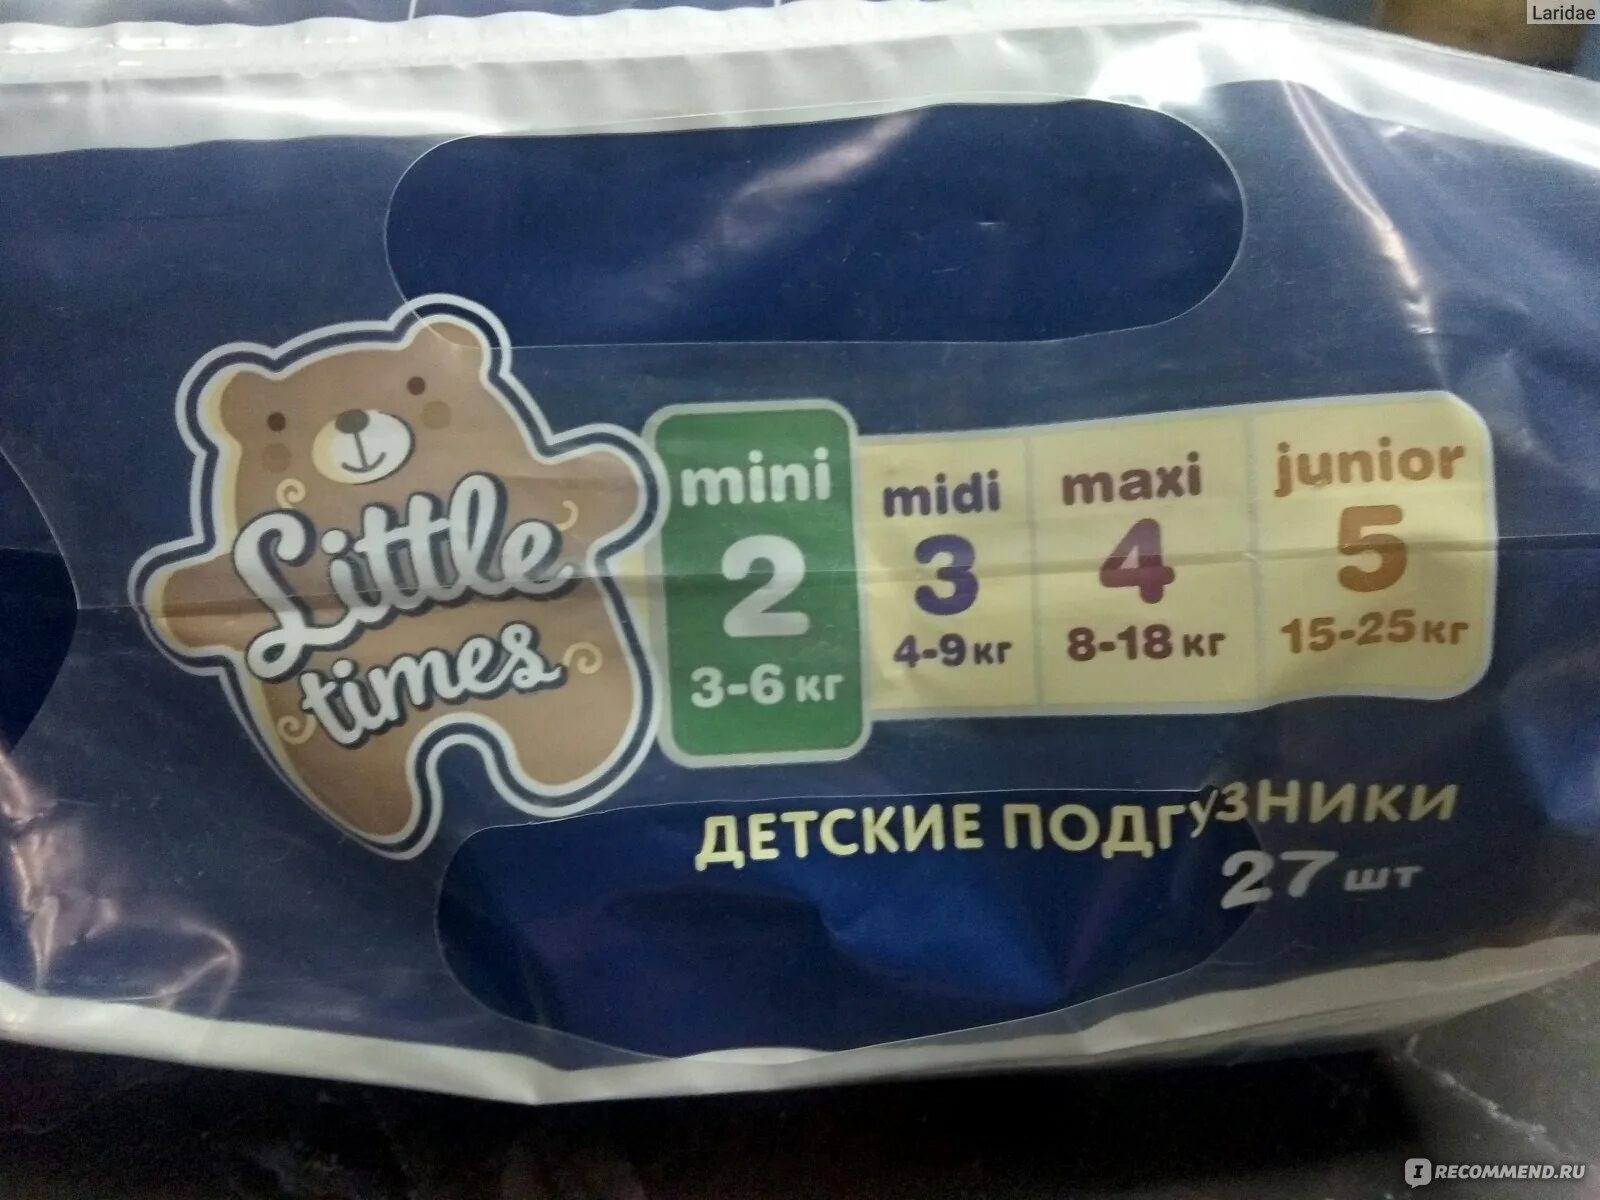 Laridae
Little
times
mini
2
3-6 кг
midi
3
4-9 кг
maxi
4
8-18 кг
junior
5
15-25 кг
ДЕТСКИЕ ПОДГУЗНИКИ
27 шт
IRECOMMEND.RU